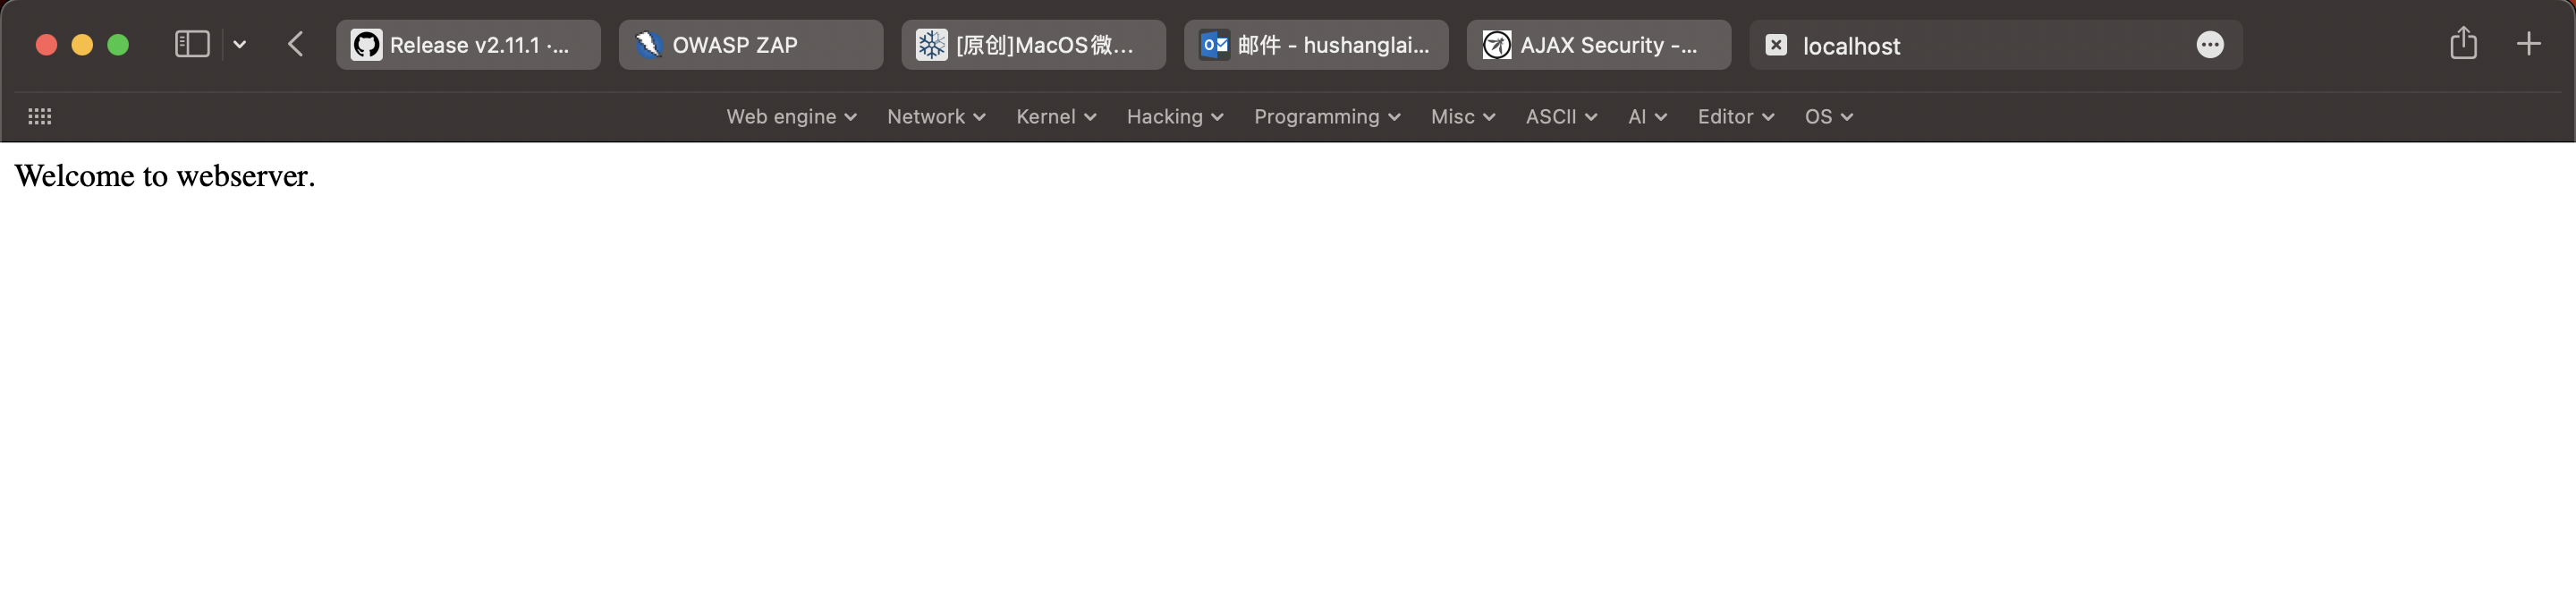 Release v2.11.1 ·...
OWASP ZAP
[原创]MacOS微...
邮件 - hushanglai...
AJAX Security -...
localhost
Web engine Network Kernel Hacking Programming Misc ASCII AI Editor OS
Welcome to webserver.